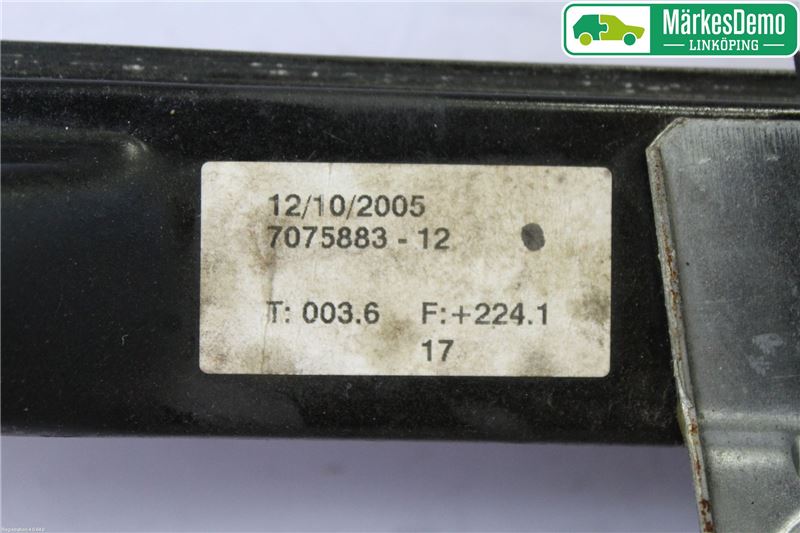 MärkesDemo
LINKÖPING
12/10/2005
7075883 - 12
T: 003.6 F:+224.1
17